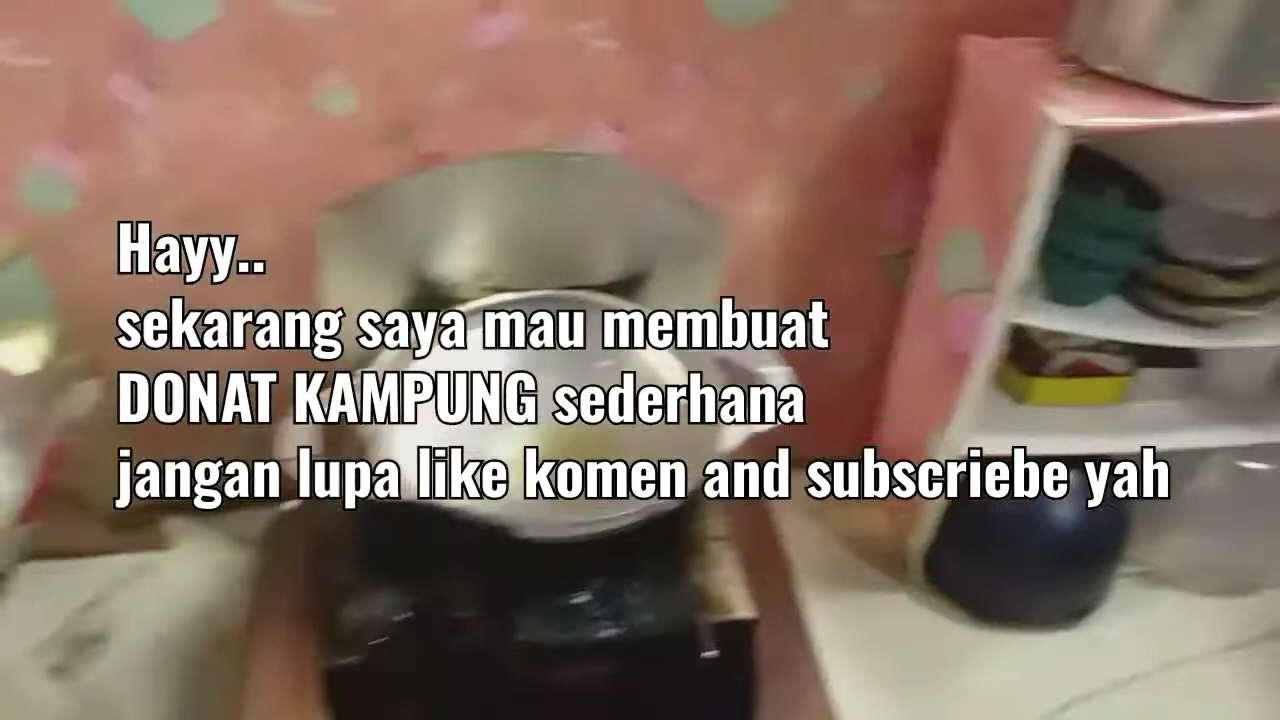 Hayy..
sekarang saya mau membuat
DONAT KAMPUNG sederhana
jangan lupa like komen and subscriebe yah